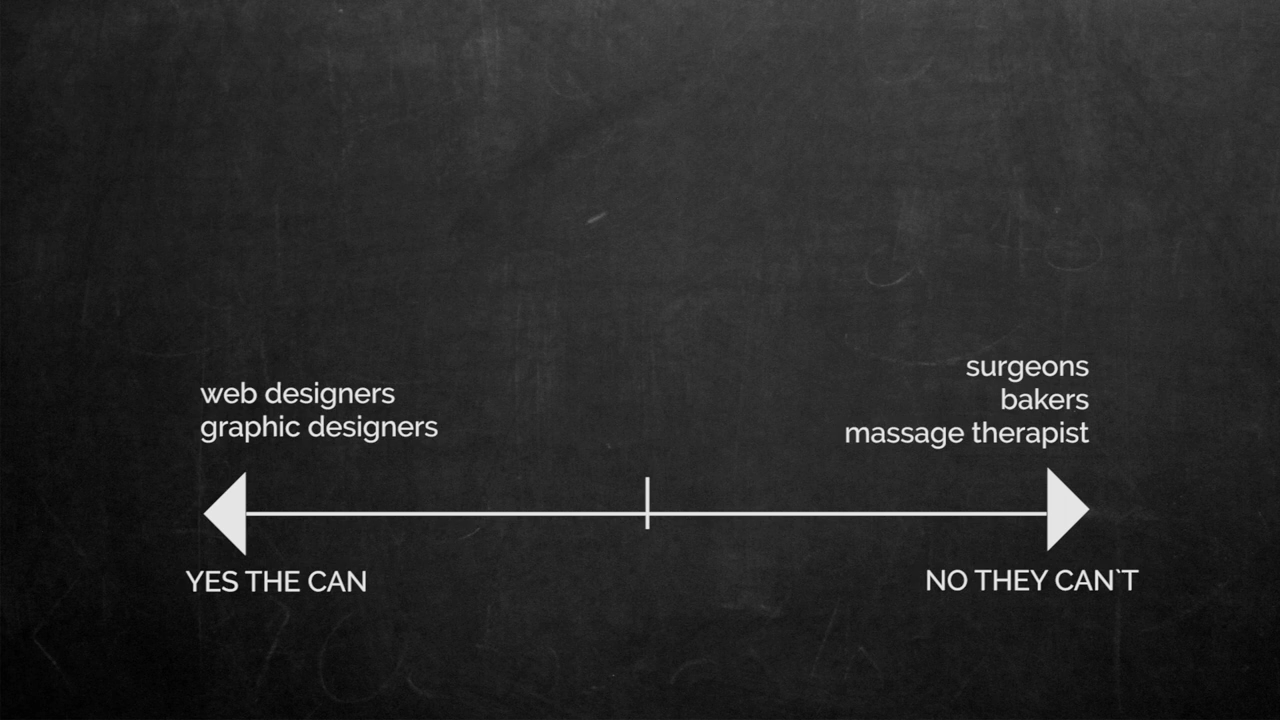 web designers
graphic designers
surgeons
bakers
massage therapist
YES THE CAN
NO THEY CAN`T